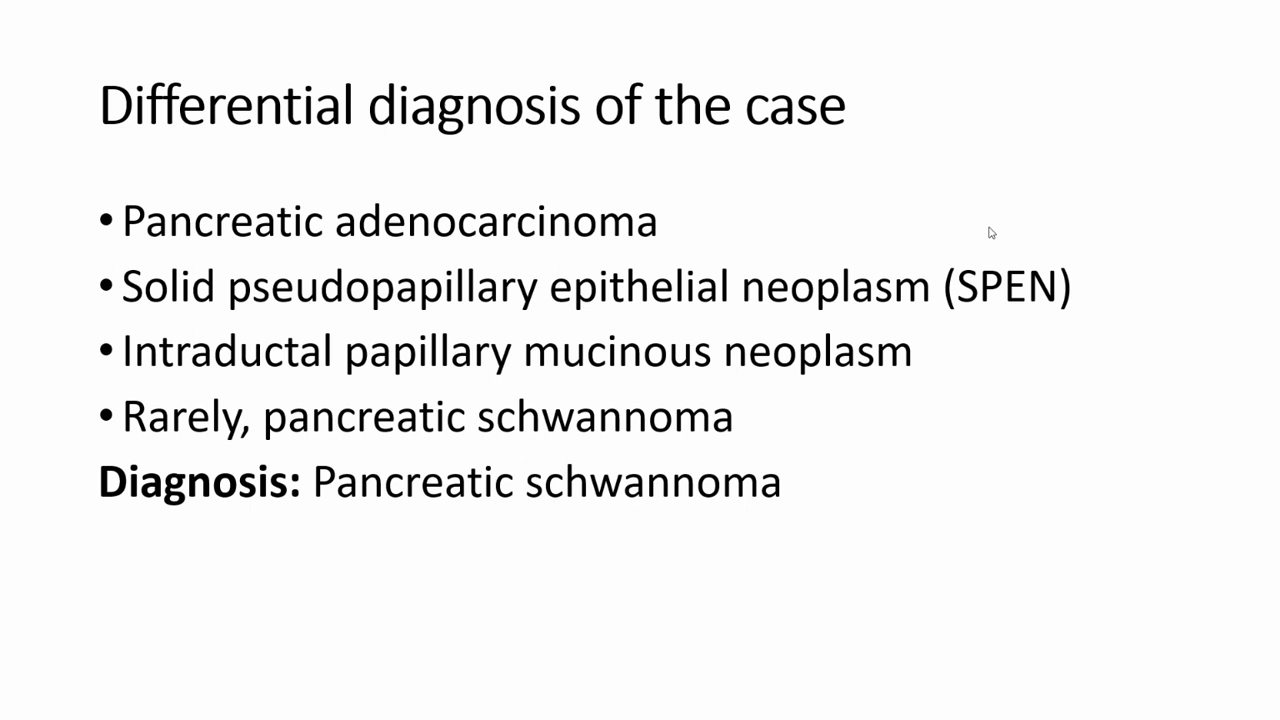 Differential diagnosis of the case
• Pancreatic adenocarcinoma
• Solid pseudopapillary epithelial neoplasm (SPEN)
• Intraductal papillary mucinous neoplasm
• Rarely, pancreatic schwannoma
Diagnosis: Pancreatic schwannoma